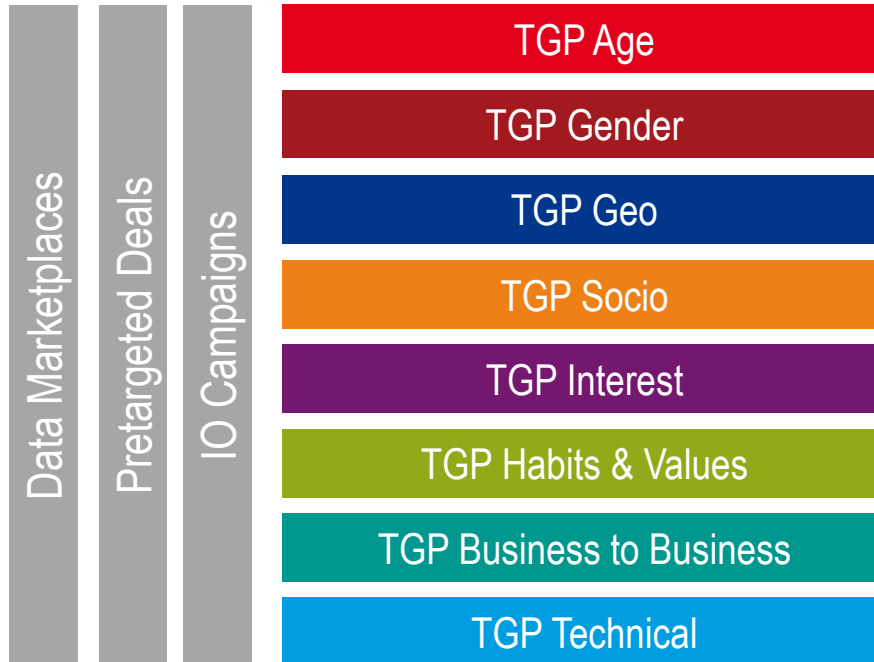 Data Marketplaces
Pretargeted Deals
IO Campaigns
TGP Age
TGP Gender
TGP Geo
TGP Socio
TGP Interest
TGP Habits & Values
TGP Business to Business
TGP Technical